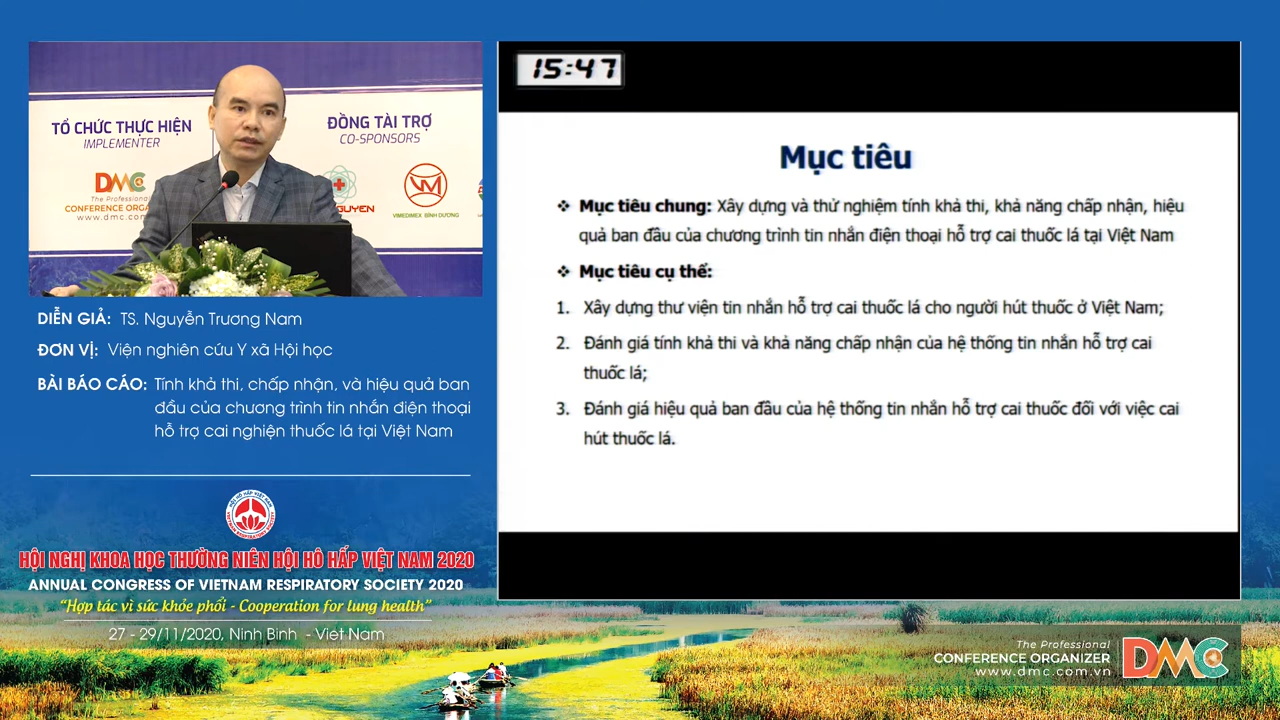 TỔ CHỨC THỰC HIỆN
IMPLEMENTER
DMC
The Professional
CONFERENCE
www.dmc.com
ĐỒNG TÀI TRỢ
CO-SPONSORS
VM
VIMEDIMEX BÌNH DƯƠNG
DIỄN GIẢ: TS. Nguyễn Trương Nam
ĐƠN VỊ: Viện nghiên cứu Y xã Hội học
BÀI BÁO CÁO: Tính khả thi, chấp nhận, và hiệu quả ban
đầu của chương trình tin nhắn điện thoại
hỗ trợ cai nghiện thuốc lá tại Việt Nam
HỘI HÔ HẤP VIỆT NAM
VIETNAM RESPIRATORY SOCIETY
HỘI NGHỊ KHOA HỌC THƯỜNG NIÊN HỘI HÔ HẤP VIỆT NAM 2020
ANNUAL CONGRESS OF VIETNAM RESPIRATORY SOCIETY 2020
“Hợp tác vì sức khỏe phổi - Cooperation for lung health”
27 - 29/11/2020, Ninh Bình - Việt Nam
15:47
Mục tiêu
❖ Mục tiêu chung: Xây dựng và thử nghiệm tính khả thi, khả năng chấp nhận, hiệu
quả ban đầu của chương trình tin nhắn điện thoại hỗ trợ cai thuốc lá tại Việt Nam
❖ Mục tiêu cụ thể:
1. Xây dựng thư viện tin nhắn hỗ trợ cai thuốc lá cho người hút thuốc ở Việt Nam;
2. Đánh giá tính khả thi và khả năng chấp nhận của hệ thống tin nhắn hỗ trợ cai
thuốc lá;
3. Đánh giá hiệu quả ban đầu của hệ thống tin nhắn hỗ trợ cai thuốc đối với việc cai
hút thuốc lá.
The Professional
CONFERENCE ORGANIZER
www.dmc.com.vn
DMC